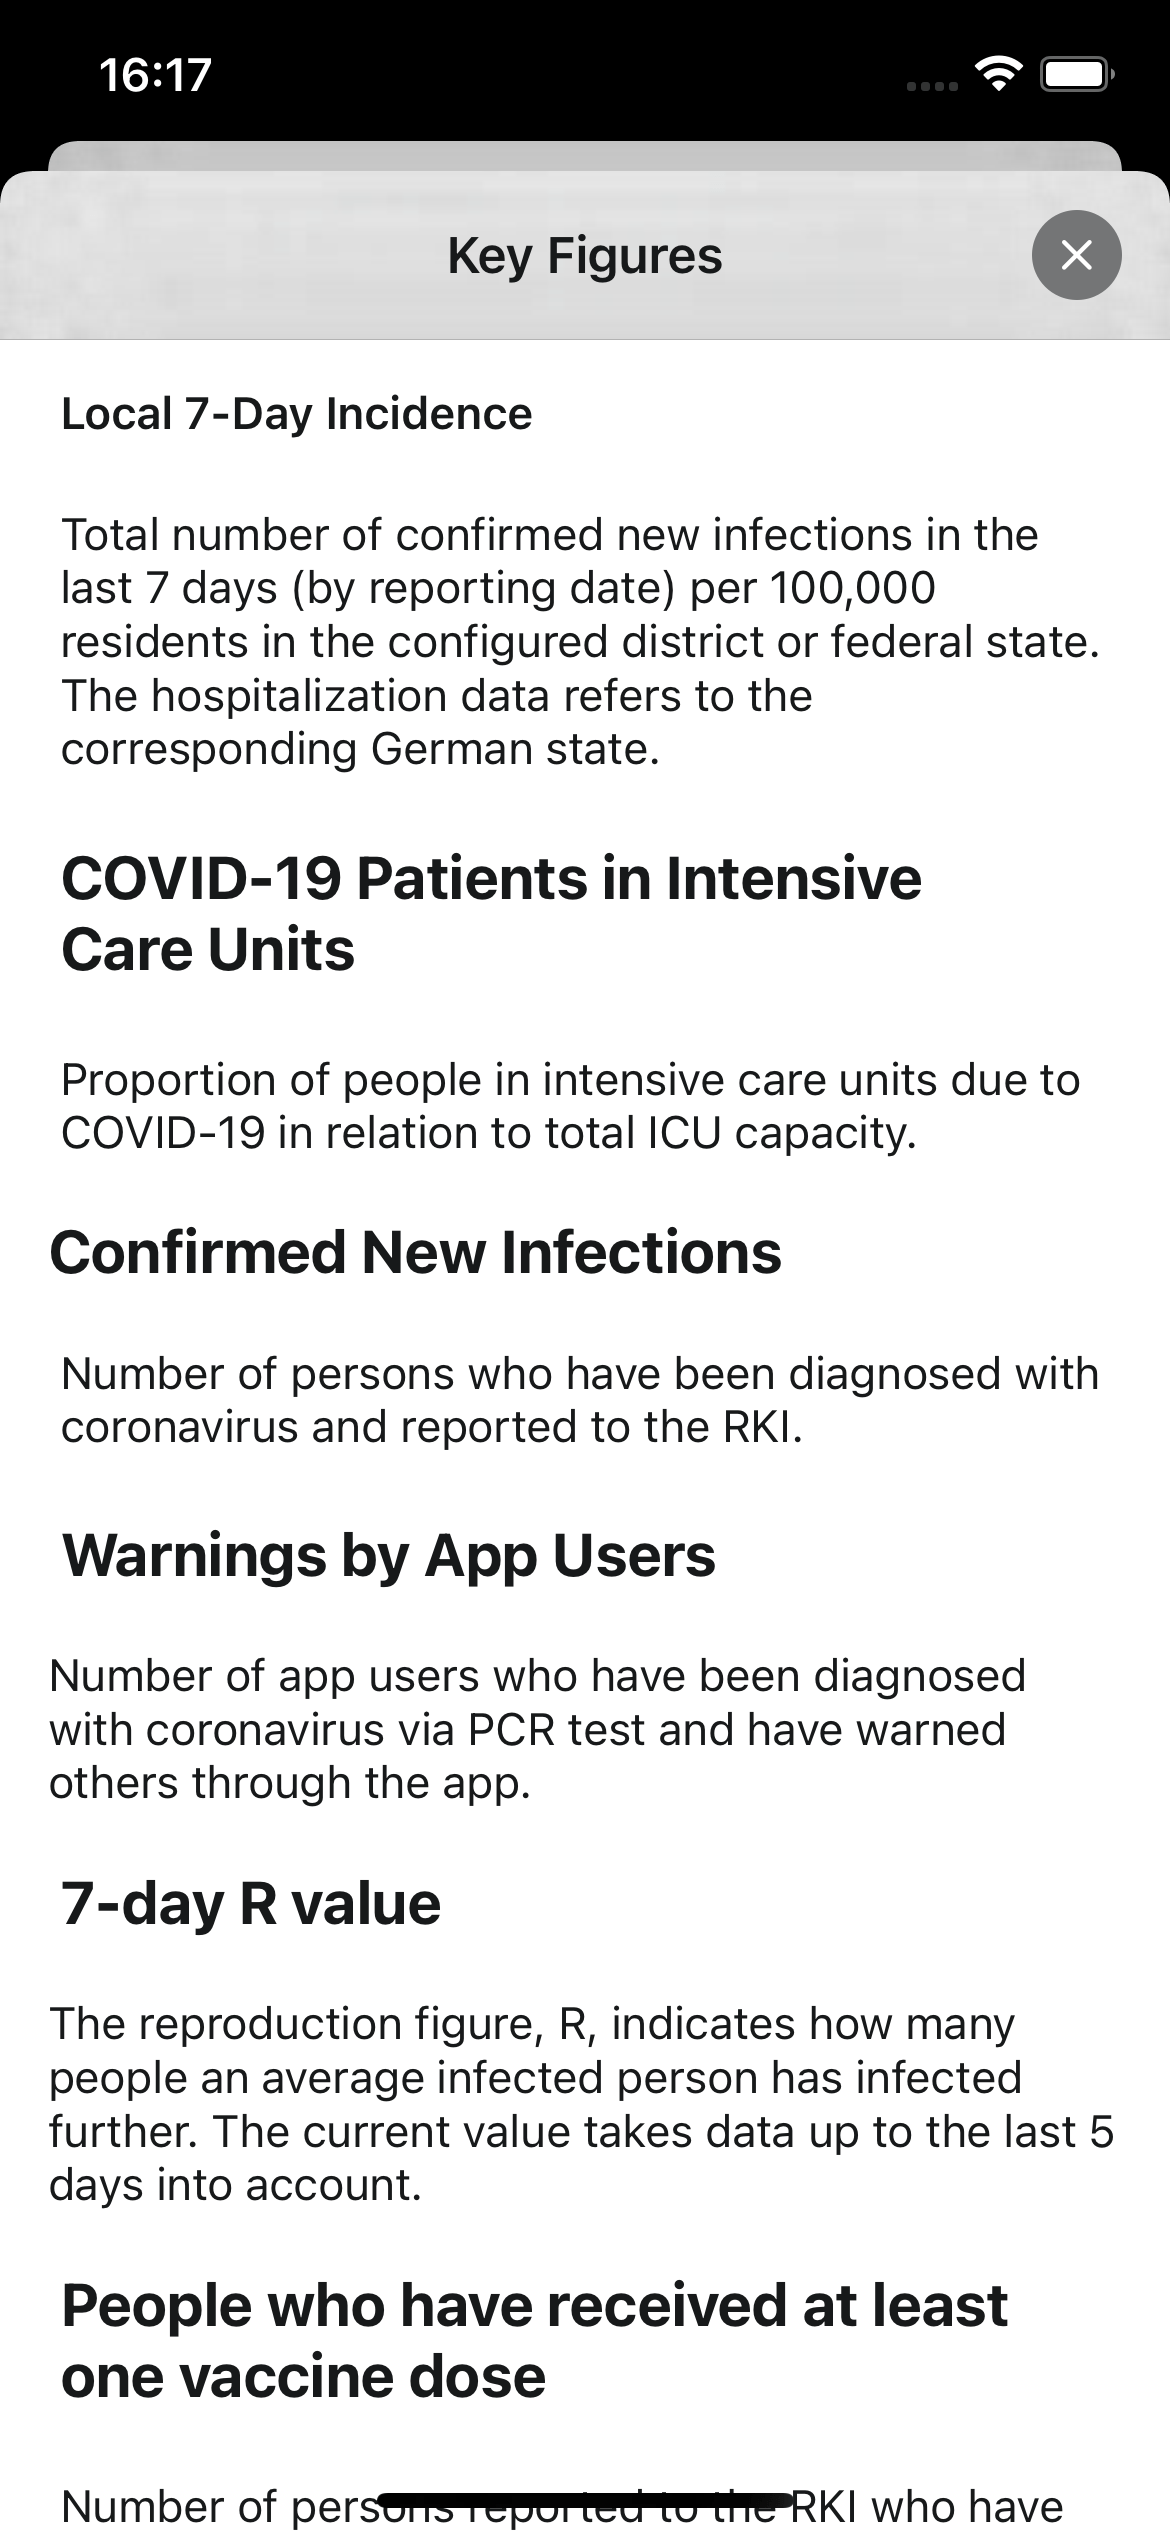 16:17
Key Figures
Local 7-Day Incidence
Total number of confirmed new infections in the
last 7 days (by reporting date) per 100,000
residents in the configured district or federal state.
The hospitalization data refers to the
corresponding German state.
COVID-19 Patients in Intensive
Care Units
Proportion of people in intensive care units due to
COVID-19 in relation to total ICU capacity.
Confirmed New Infections
Number of persons who have been diagnosed with
coronavirus and reported to the RKI.
Warnings by App Users
Number of app users who have been diagnosed
with coronavirus via PCR test and have warned
others through the app.
7-day R value
The reproduction figure, R, indicates how many
people an average infected person has infected
further. The current value takes data up to the last 5
days into account.
People who have received at least
one vaccine dose
Number of persons reported to the RKI who have